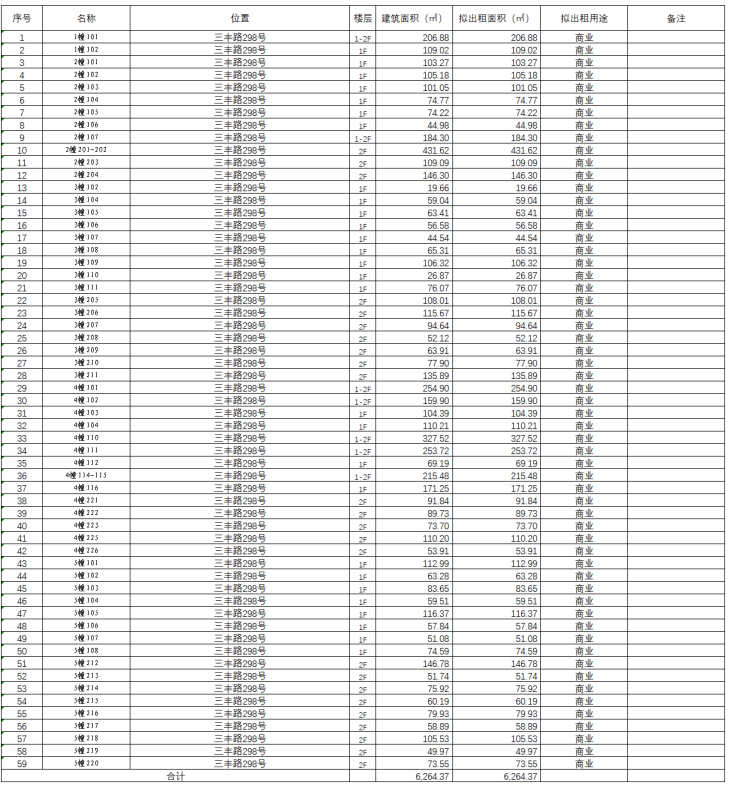 序号 名称 位置 楼层 建筑面积（㎡） 拟出租面积（㎡） 拟出租用途 备注
1 1幢101 三丰路298号 1-2F 206.88 206.88 商业
2 1幢102 三丰路298号 1F 109.02 109.02 商业
3 2幢101 三丰路298号 1F 103.27 103.27 商业
4 2幢102 三丰路298号 1F 105.18 105.18 商业
5 2幢103 三丰路298号 1F 101.05 101.05 商业
6 2幢104 三丰路298号 1F 74.77 74.77 商业
7 2幢105 三丰路298号 1F 74.22 74.22 商业
8 2幢106 三丰路298号 1F 44.98 44.98 商业
9 2幢107 三丰路298号 1-2F 184.30 184.30 商业
10 2幢201-202 三丰路298号 2F 431.62 431.62 商业
11 2幢203 三丰路298号 2F 109.09 109.09 商业
12 2幢204 三丰路298号 2F 146.30 146.30 商业
13 3幢102 三丰路298号 1F 19.66 19.66 商业
14 3幢104 三丰路298号 1F 59.04 59.04 商业
15 3幢105 三丰路298号 1F 63.41 63.41 商业
16 3幢106 三丰路298号 1F 56.58 56.58 商业
17 3幢107 三丰路298号 1F 44.54 44.54 商业
18 3幢108 三丰路298号 1F 65.31 65.31 商业
19 3幢109 三丰路298号 1F 106.32 106.32 商业
20 3幢110 三丰路298号 1F 26.87 26.87 商业
21 3幢111 三丰路298号 1F 76.07 76.07 商业
22 3幢205 三丰路298号 2F 108.01 108.01 商业
23 3幢206 三丰路298号 2F 115.67 115.67 商业
24 3幢207 三丰路298号 2F 94.64 94.64 商业
25 3幢208 三丰路298号 2F 52.12 52.12 商业
26 3幢209 三丰路298号 2F 63.91 63.91 商业
27 3幢210 三丰路298号 2F 77.90 77.90 商业
28 3幢211 三丰路298号 2F 135.89 135.89 商业
29 4幢101 三丰路298号 1-2F 254.90 254.90 商业
30 4幢102 三丰路298号 1-2F 159.90 159.90 商业
31 4幢103 三丰路298号 1F 104.39 104.39 商业
32 4幢104 三丰路298号 1F 110.21 110.21 商业
33 4幢110 三丰路298号 1-2F 327.52 327.52 商业
34 4幢111 三丰路298号 1-2F 253.72 253.72 商业
35 4幢112 三丰路298号 1F 69.19 69.19 商业
36 4幢114-115 三丰路298号 1-2F 215.48 215.48 商业
37 4幢116 三丰路298号 1F 171.25 171.25 商业
38 4幢221 三丰路298号 2F 91.84 91.84 商业
39 4幢222 三丰路298号 2F 89.73 89.73 商业
40 4幢223 三丰路298号 2F 73.70 73.70 商业
41 4幢225 三丰路298号 2F 110.20 110.20 商业
42 4幢226 三丰路298号 2F 53.91 53.91 商业
43 5幢101 三丰路298号 1F 112.99 112.99 商业
44 5幢102 三丰路298号 1F 63.28 63.28 商业
45 5幢103 三丰路298号 1F 83.65 83.65 商业
46 5幢104 三丰路298号 1F 59.51 59.51 商业
47 5幢105 三丰路298号 1F 116.37 116.37 商业
48 5幢106 三丰路298号 1F 57.84 57.84 商业
49 5幢107 三丰路298号 1F 51.08 51.08 商业
50 5幢108 三丰路298号 1F 74.59 74.59 商业
51 5幢212 三丰路298号 2F 146.78 146.78 商业
52 5幢213 三丰路298号 2F 51.74 51.74 商业
53 5幢214 三丰路298号 2F 75.92 75.92 商业
54 5幢215 三丰路298号 2F 60.19 60.19 商业
55 5幢216 三丰路298号 2F 79.93 79.93 商业
56 5幢217 三丰路298号 2F 58.89 58.89 商业
57 5幢218 三丰路298号 2F 105.53 105.53 商业
58 5幢219 三丰路298号 2F 49.97 49.97 商业
59 5幢220 三丰路298号 2F 73.55 73.55 商业
合计 6,264.37 6,264.37